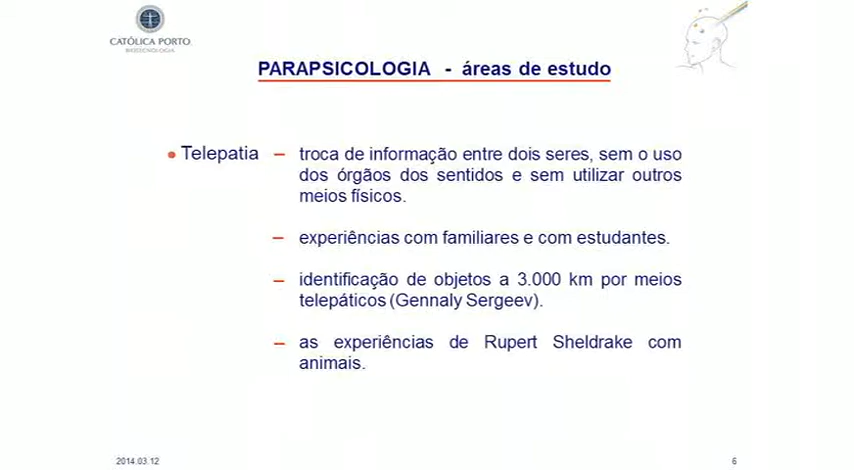 CATÓLICA PORTO
BIOTECNOLOGIA
PARAPSICOLOGIA - áreas de estudo
• Telepatia – troca de informação entre dois seres, sem o uso
dos órgãos dos sentidos e sem utilizar outros
meios físicos.
– experiências com familiares e com estudantes.
– identificação de objetos a 3.000 km por meios
telepáticos (Gennaly Sergeev).
– as experiências de Rupert Sheldrake com
animais.
2014.03.12
6